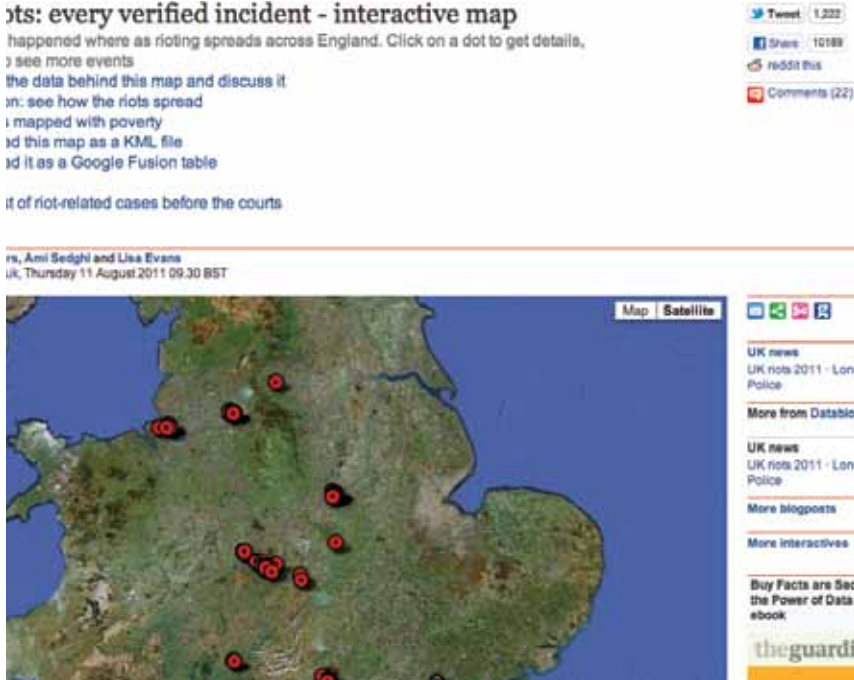 ots: every verified incident - interactive map
happened where as rioting spreads across England. Click on a dot to get details,
o see more events
the data behind this map and discuss it
on: see how the riots spread
s mapped with poverty
ad this map as a KML file
ad it as a Google Fusion table
st of riot-related cases before the courts
rs, Ami Sedghi and Lisa Evans
uk, Thursday 11 August 2011 09.30 BST
Tweet 1,222
Share 10189
reddit this
Comments (22)
Map Satellite
UK news
UK riots 2011 · Lon
Police
More from Datablo
UK news
UK riots 2011 · Lon
Police
More blogposts
More interactives
Buy Facts are Sac
the Power of Data
ebook
theguardi